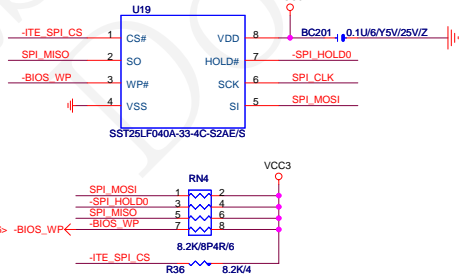 U19
-ITE_SPI_CS 1 CS# VDD 8 BC201 0.1U/6/Y5V/25V/Z
SPI_MISO 2 SO HOLD# 7 -SPI_HOLD0
-BIOS_WP 3 WP# SCK 6 SPI_CLK
4 VSS SI 5 SPI_MOSI
SST25LF040A-33-4C-S2AE/S
RN4 VCC3
SPI_MOSI 1 2
-SPI_HOLD0 3 4
SPI_MISO 5 6
-BIOS_WP -BIOS_WP 7 8
8.2K/8P4R/6
-ITE_SPI_CS
R36 8.2K/4